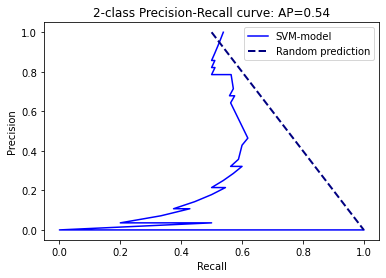 2-class Precision-Recall curve: AP=0.54
SVM-model
Random prediction
Precision
1.0
0.8
0.6
0.4
0.2
0.0
0.0 0.2 0.4 0.6 0.8 1.0
Recall